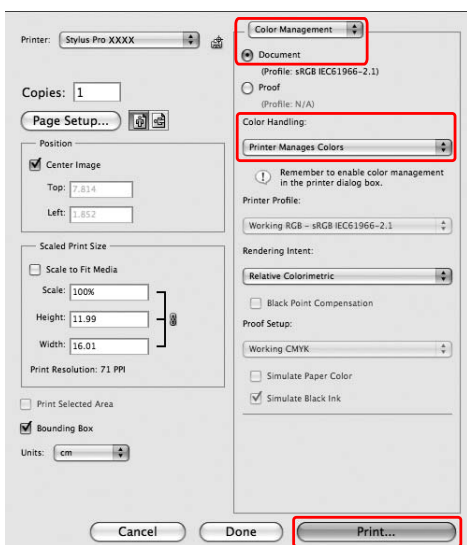 Printer: Stylus Pro XXXX
Copies: 1
Page Setup...
Position
Center Image
Top: 7.814
Left: 1.852
Scaled Print Size
Scale to Fit Media
Scale: 100%
Height: 11.99
Width: 16.01
Print Resolution: 71 PPI
Print Selected Area
Bounding Box
Units: cm
Color Management
Document
(Profile: sRGB IEC61966-2.1)
Proof
(Profile: N/A)
Color Handling:
Printer Manages Colors
Remember to enable color management
in the printer dialog box.
Printer Profile:
Working RGB - sRGB IEC61966-2.1
Rendering Intent:
Relative Colorimetric
Black Point Compensation
Proof Setup:
Working CMYK
Simulate Paper Color
Simulate Black Ink
Cancel
Done
Print...